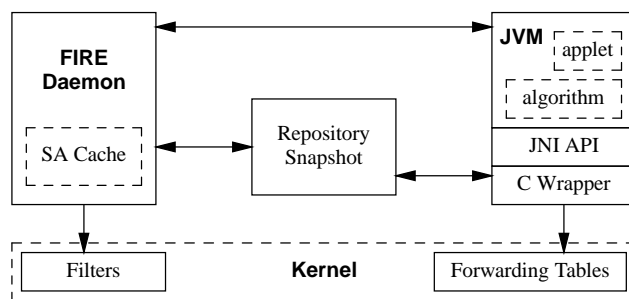 FIRE
Daemon
SA Cache
Repository
Snapshot
JVM
applet
algorithm
JNI API
C Wrapper
Filters
Kernel
Forwarding Tables